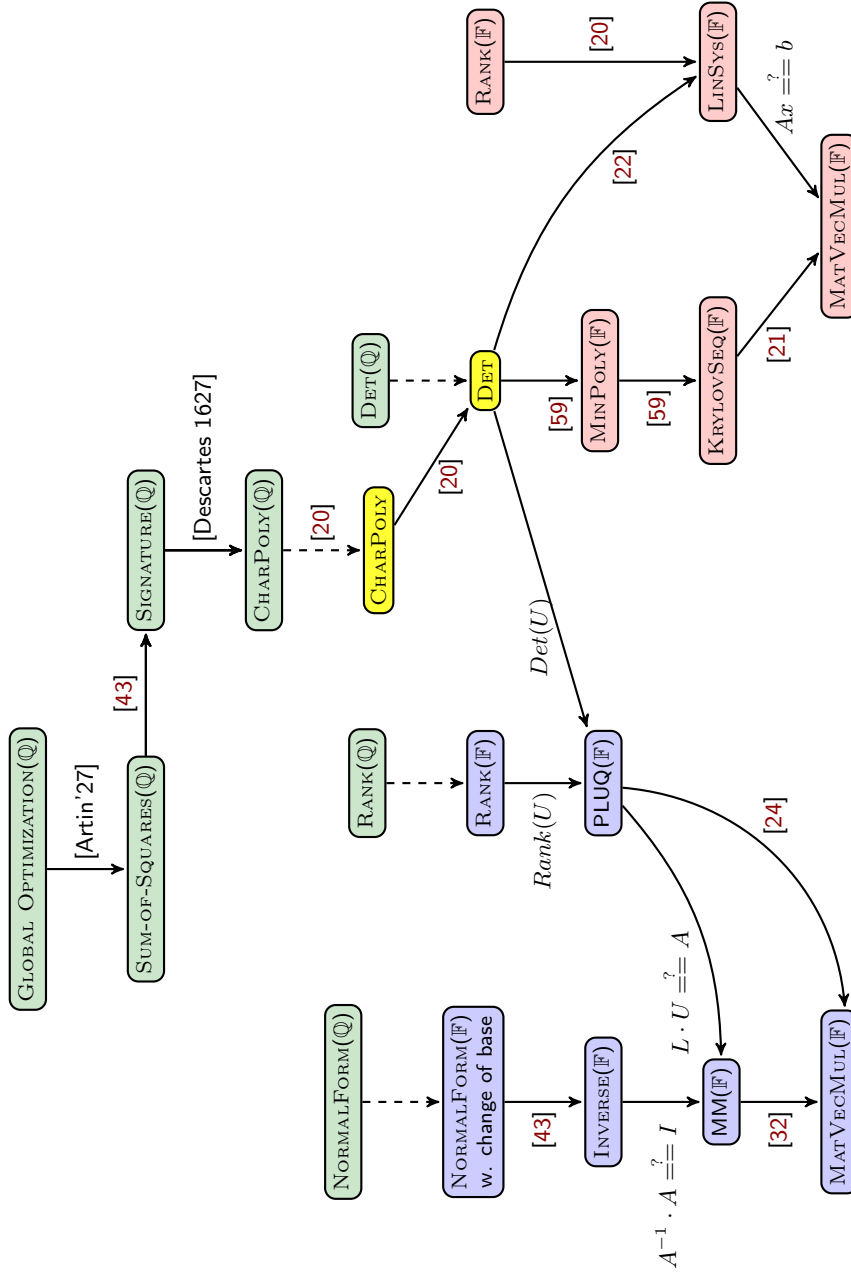 GLOBAL OPTIMIZATION(ℚ)
[Artin'27]
SUM-OF-SQUARES(ℚ)
[43]
SIGNATURE(ℚ)
[Descartes 1627]
CHARPOLY(ℚ)
[20]
NORMALFORM(ℚ)
RANK(ℚ)
CHARPOLY
DET(ℚ)
[20]
NORMALFORM(𝔽)
w. change of base
RANK(𝔽)
DET
RANK(𝔽)
[43]
Rank(U)
Det(U)
[59]
[22]
[20]
INVERSE(𝔽)
PLUQ(𝔽)
MINPOLY(𝔽)
A⁻¹ · A ≟ I
L · U ≟ A
[59]
MM(𝔽)
KRYLOVSEQ(𝔽)
LINSYS(𝔽)
[32]
[24]
[21]
Ax ≟ b
MATVECMUL(𝔽)
MATVECMUL(𝔽)